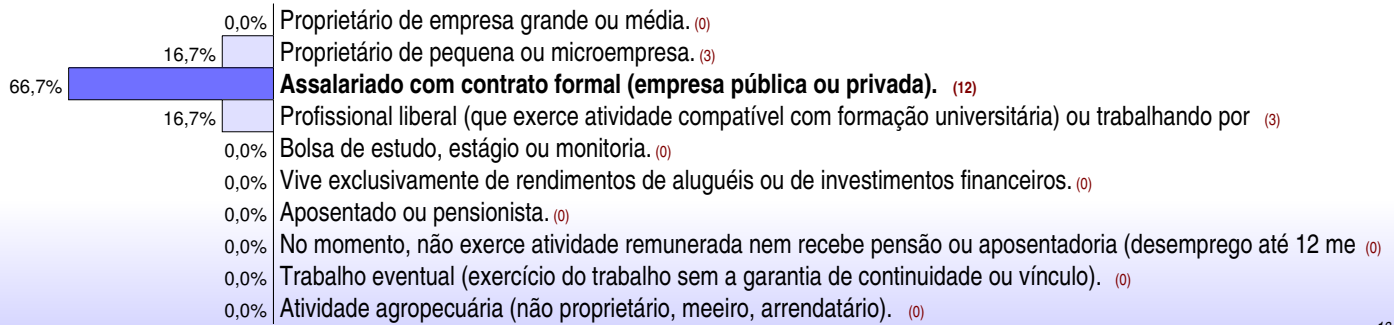 0,0% Proprietário de empresa grande ou média. (0)
16,7% Proprietário de pequena ou microempresa. (3)
66,7% Assalariado com contrato formal (empresa pública ou privada). (12)
16,7% Profissional liberal (que exerce atividade compatível com formação universitária) ou trabalhando por (3)
0,0% Bolsa de estudo, estágio ou monitoria. (0)
0,0% Vive exclusivamente de rendimentos de aluguéis ou de investimentos financeiros. (0)
0,0% Aposentado ou pensionista. (0)
0,0% No momento, não exerce atividade remunerada nem recebe pensão ou aposentadoria (desemprego até 12 me (0)
0,0% Trabalho eventual (exercício do trabalho sem a garantia de continuidade ou vínculo). (0)
0,0% Atividade agropecuária (não proprietário, meeiro, arrendatário). (0)